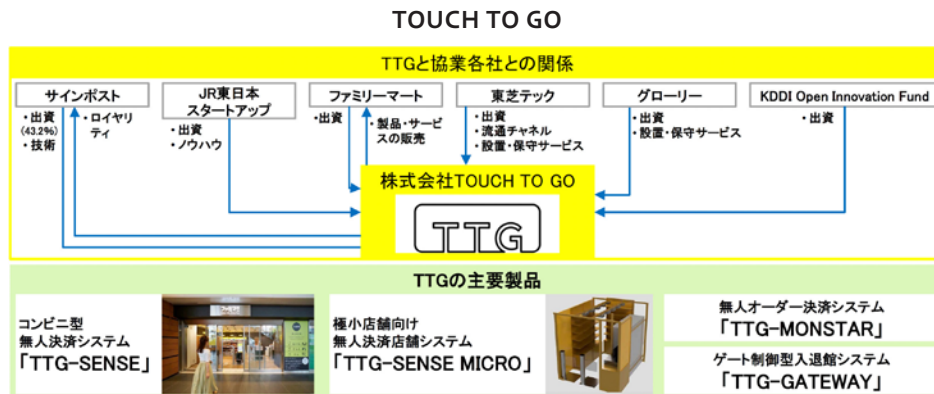 TOUCH TO GO
TTGと協業各社との関係
サインポスト
・出資
(43.2%)
・技術
・ロイヤリ
ティ
JR東日本
スタートアップ
・出資
・ノウハウ
ファミリーマート
・出資
・製品・サービ
スの販売
東芝テック
・出資
・流通チャネル
・設置・保守サービス
グローリー
・出資
・設置・保守サービス
KDDI Open Innovation Fund
・出資
株式会社TOUCH TO GO
TTG
TTGの主要製品
コンビニ型
無人決済システム
「TTG-SENSE」
極小店舗向け
無人決済店舗システム
「TTG-SENSE MICRO」
無人オーダー決済システム
「TTG-MONSTAR」
ゲート制御型入退館システム
「TTG-GATEWAY」